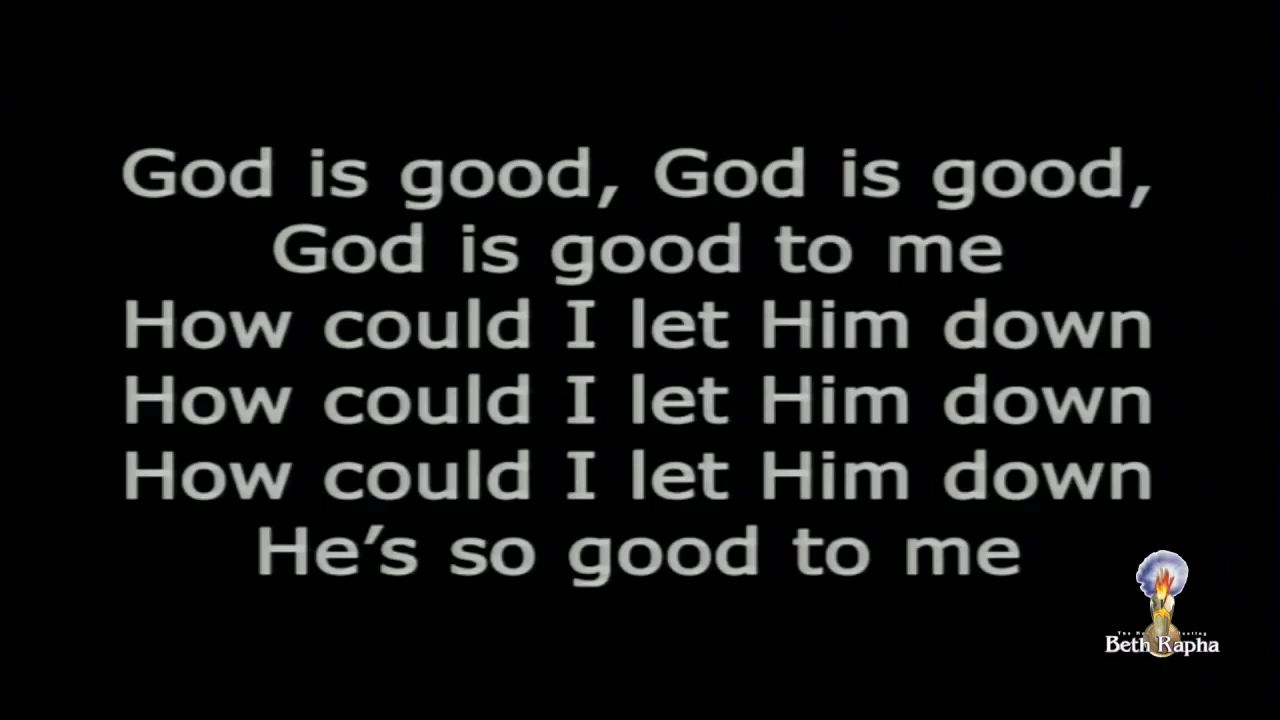 God is good, God is good,
God is good to me
How could I let Him down
How could I let Him down
How could I let Him down
He’s so good to me
Beth Rapha